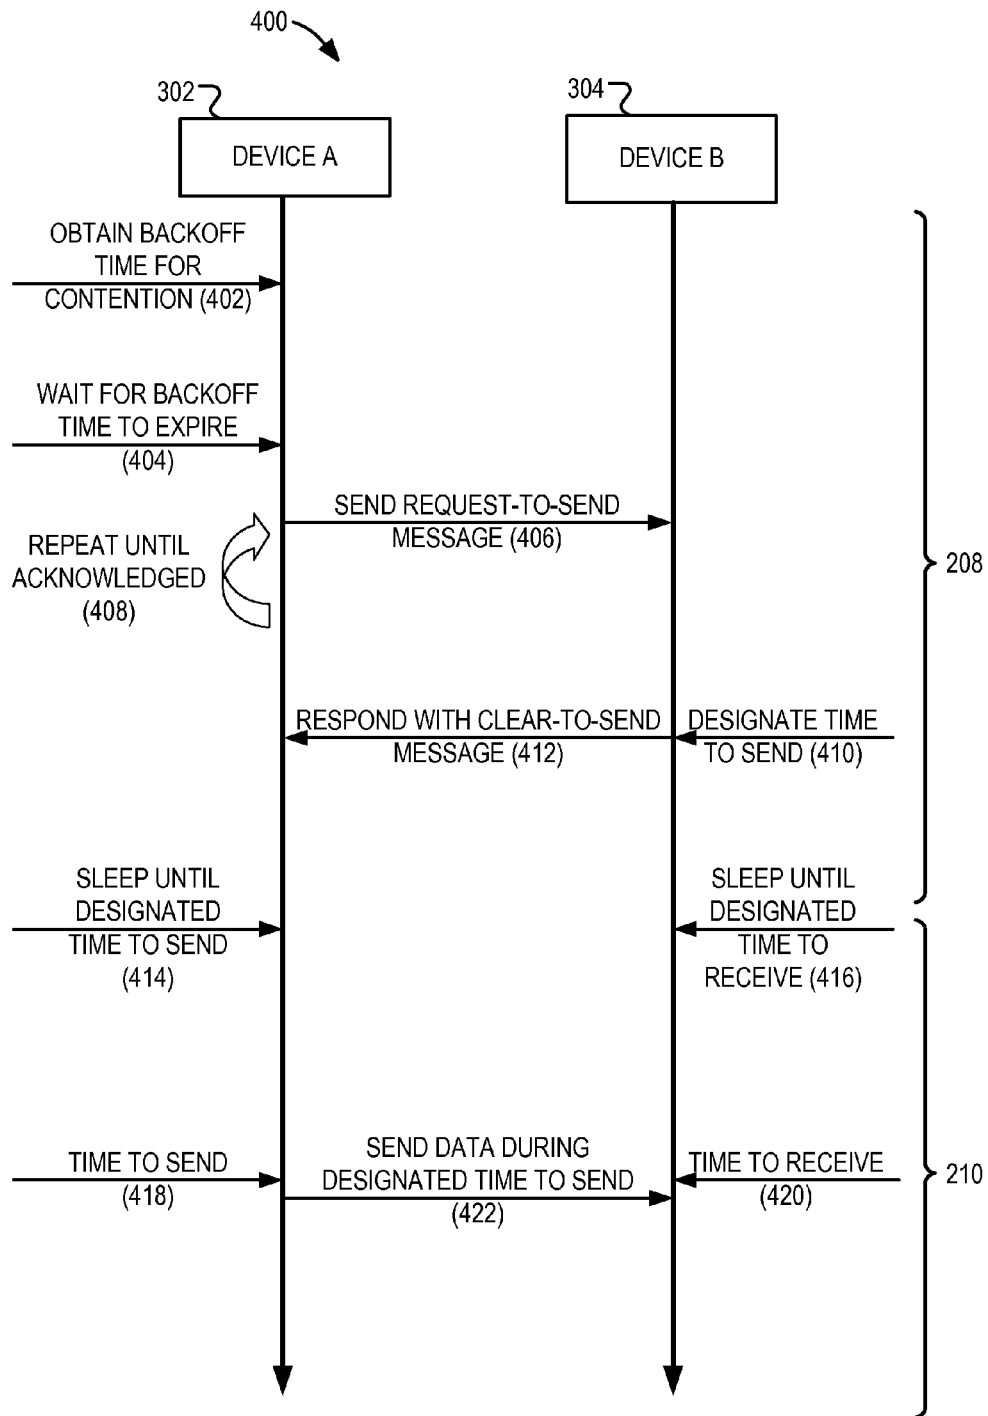 400
302
304
DEVICE A
DEVICE B
OBTAIN BACKOFF
TIME FOR
CONTENTION (402)
WAIT FOR BACKOFF
TIME TO EXPIRE
(404)
SEND REQUEST-TO-SEND
MESSAGE (406)
REPEAT UNTIL
ACKNOWLEDGED
(408)
208
RESPOND WITH CLEAR-TO-SEND
MESSAGE (412)
DESIGNATE TIME
TO SEND (410)
SLEEP UNTIL
DESIGNATED
TIME TO SEND
(414)
SLEEP UNTIL
DESIGNATED
TIME TO
RECEIVE (416)
TIME TO SEND
(418)
SEND DATA DURING
DESIGNATED TIME TO SEND
(422)
TIME TO RECEIVE
(420)
210